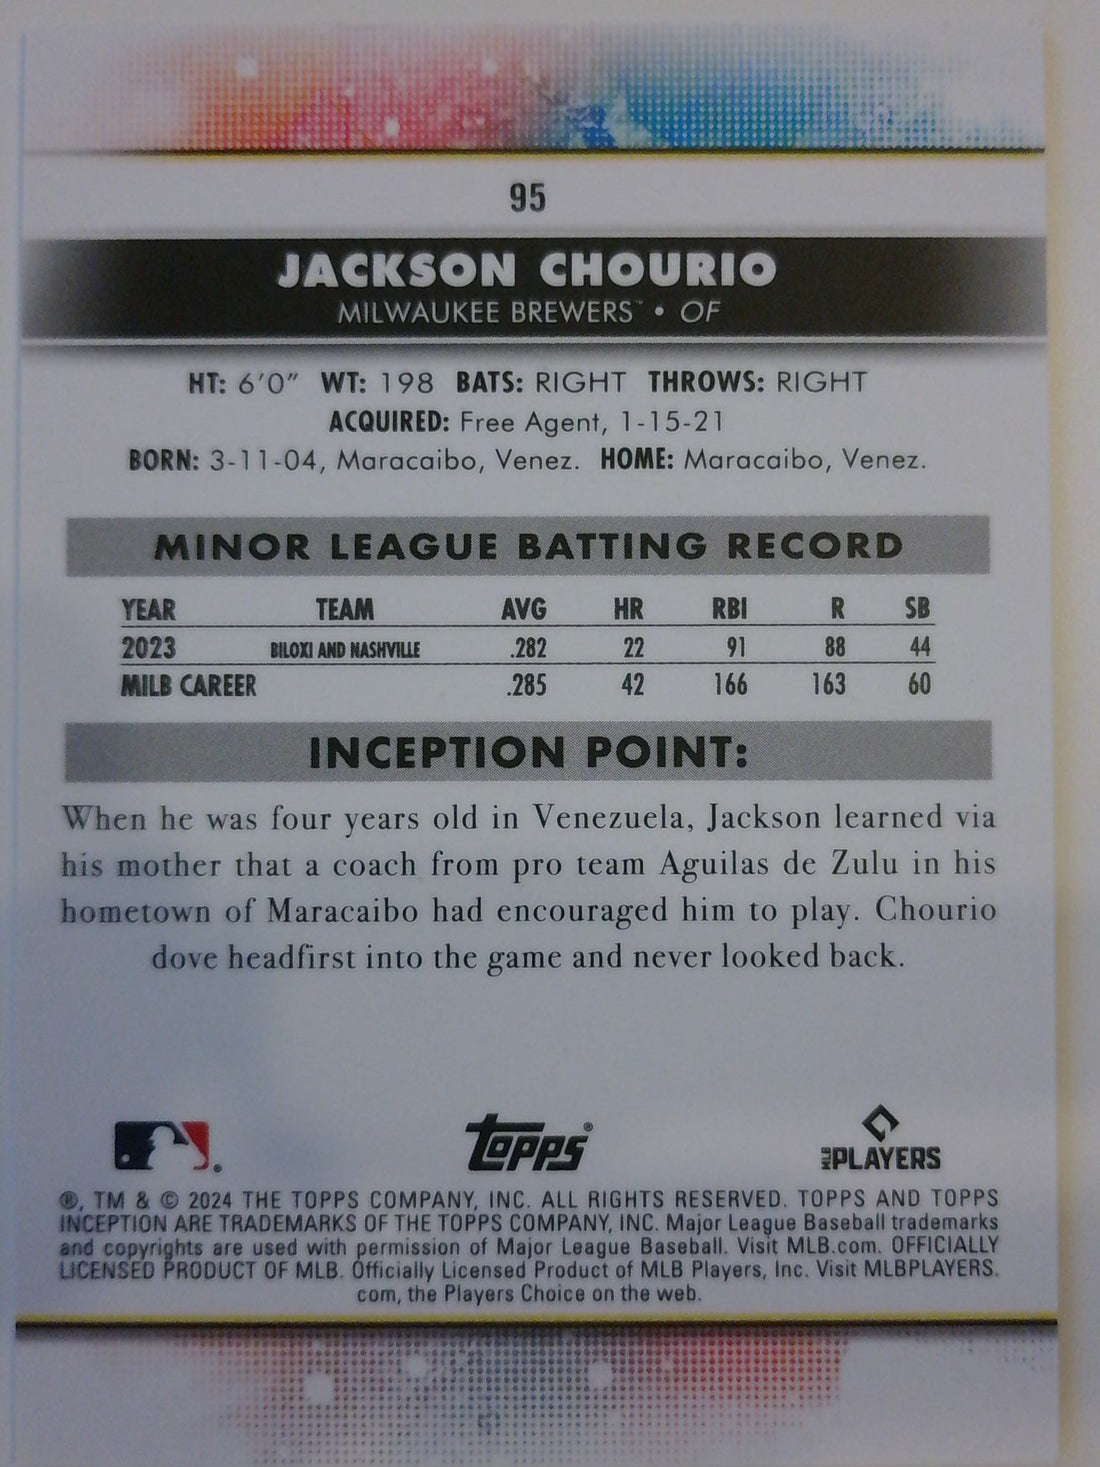 95
JACKSON CHOURIO
MILWAUKEE BREWERS™ • OF
HT: 6'0" WT: 198 BATS: RIGHT THROWS: RIGHT
ACQUIRED: Free Agent, 1-15-21
BORN: 3-11-04, Maracaibo, Venez. HOME: Maracaibo, Venez.
MINOR LEAGUE BATTING RECORD
YEAR TEAM AVG HR RBI R SB
2023 BILOXI AND NASHVILLE .282 22 91 88 44
MILB CAREER .285 42 166 163 60
INCEPTION POINT:
When he was four years old in Venezuela, Jackson learned via
his mother that a coach from pro team Aguilas de Zulu in his
hometown of Maracaibo had encouraged him to play. Chourio
dove headfirst into the game and never looked back.
Topps®
MLB PLAYERS
®, TM & © 2024 THE TOPPS COMPANY, INC. ALL RIGHTS RESERVED. TOPPS AND TOPPS
INCEPTION ARE TRADEMARKS OF THE TOPPS COMPANY, INC. Major League Baseball trademarks
and copyrights are used with permission of Major League Baseball. Visit MLB.com. OFFICIALLY
LICENSED PRODUCT OF MLB. Officially Licensed Product of MLB Players, Inc. Visit MLBPLAYERS.
com, the Players Choice on the web.